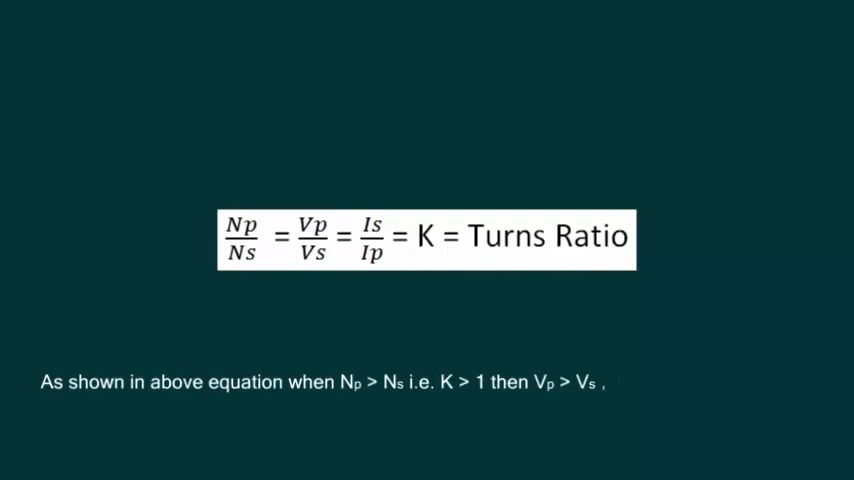 Np/Ns = Vp/Vs = Is/Ip = K = Turns Ratio
As shown in above equation when Np > Ns i.e. K > 1 then Vp > Vs ,